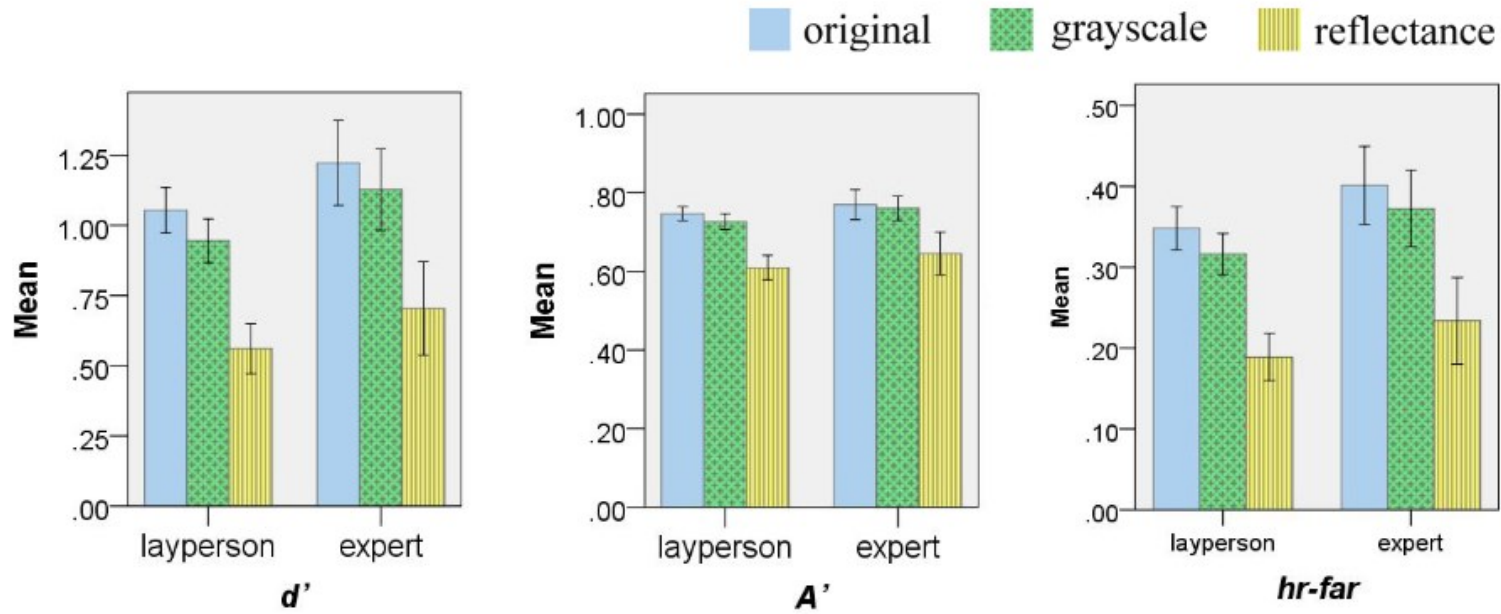 original grayscale reflectance
1.25
1.00
.75
.50
.25
.00
Mean
layperson expert
d’
1.00
.80
.60
.40
.20
.00
Mean
layperson expert
A’
.50
.40
.30
.20
.10
.00
Mean
layperson expert
hr-far